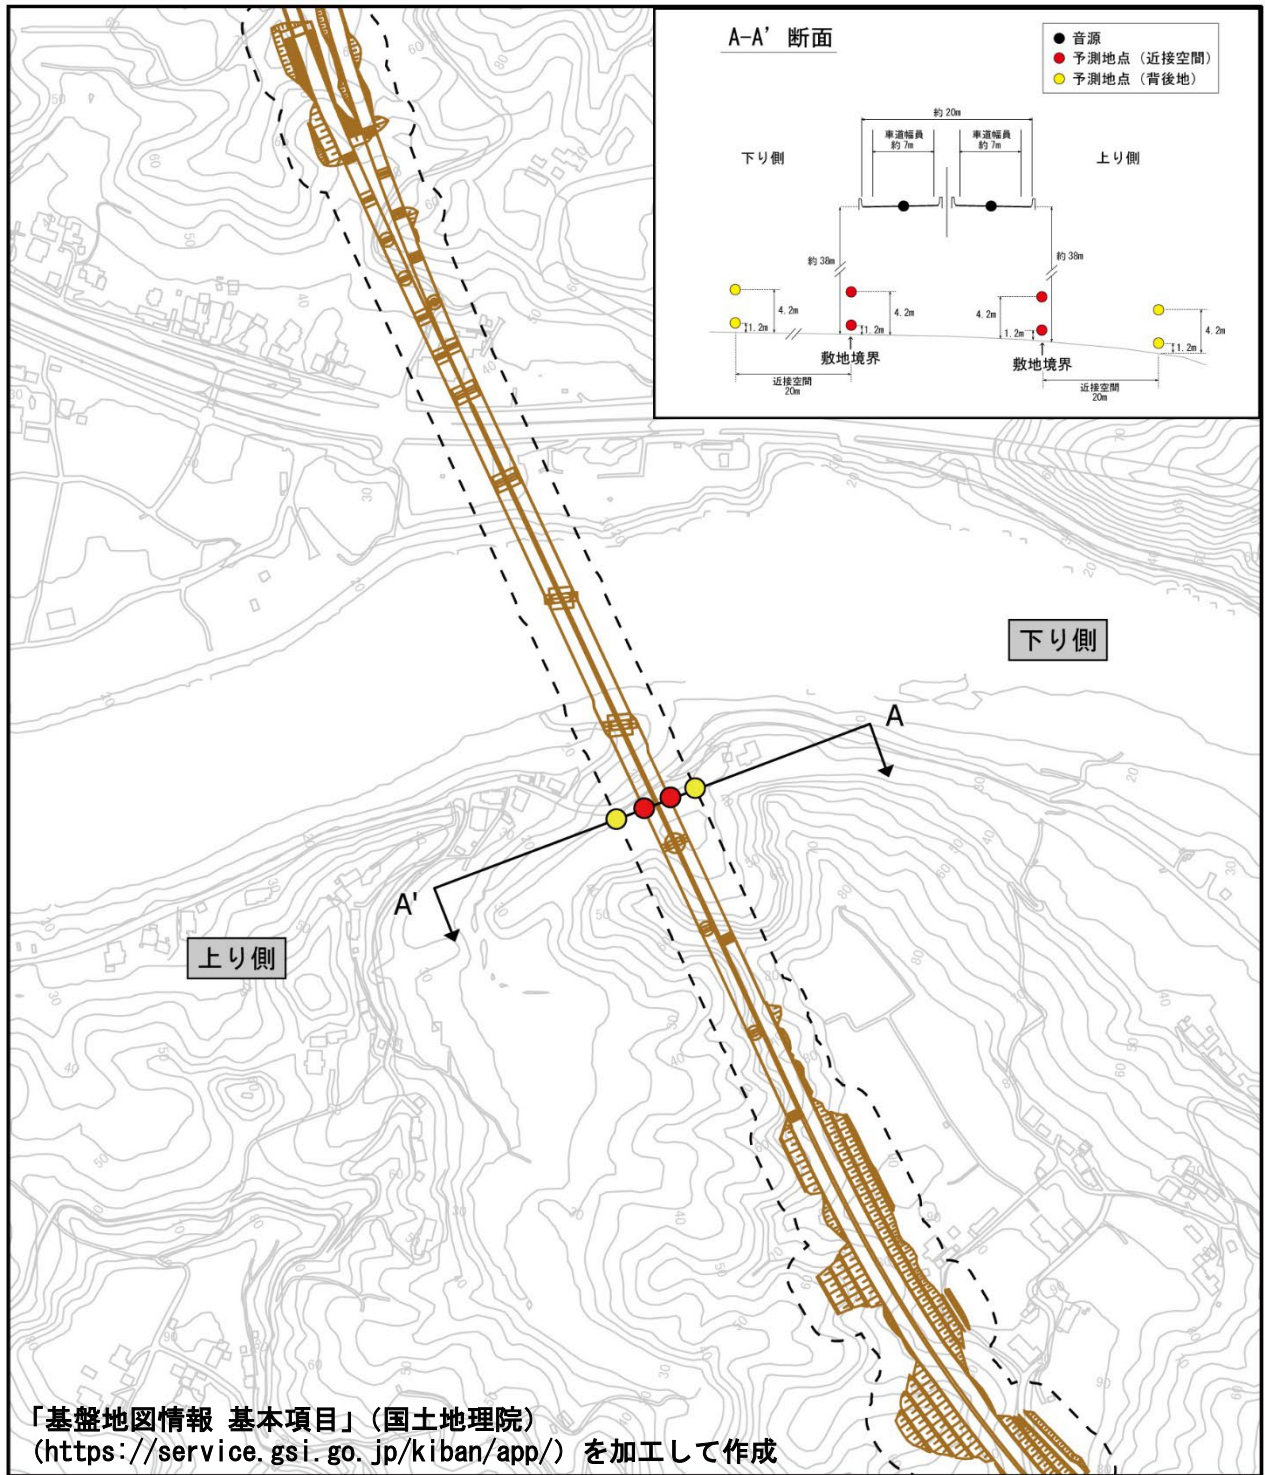 A-A’ 断面
音源
予測地点（近接空間）
予測地点（背後地）
約 20m
車道幅員
約 7m
車道幅員
約 7m
下り側
上り側
約 38m
約 38m
4.2m
1.2m
4.2m
1.2m
4.2m
1.2m
4.2m
1.2m
敷地境界
敷地境界
近接空間
20m
近接空間
20m
下り側
A
A'
上り側
「基盤地図情報 基本項目」（国土地理院）
（https://service.gsi.go.jp/kiban/app/）を加工して作成